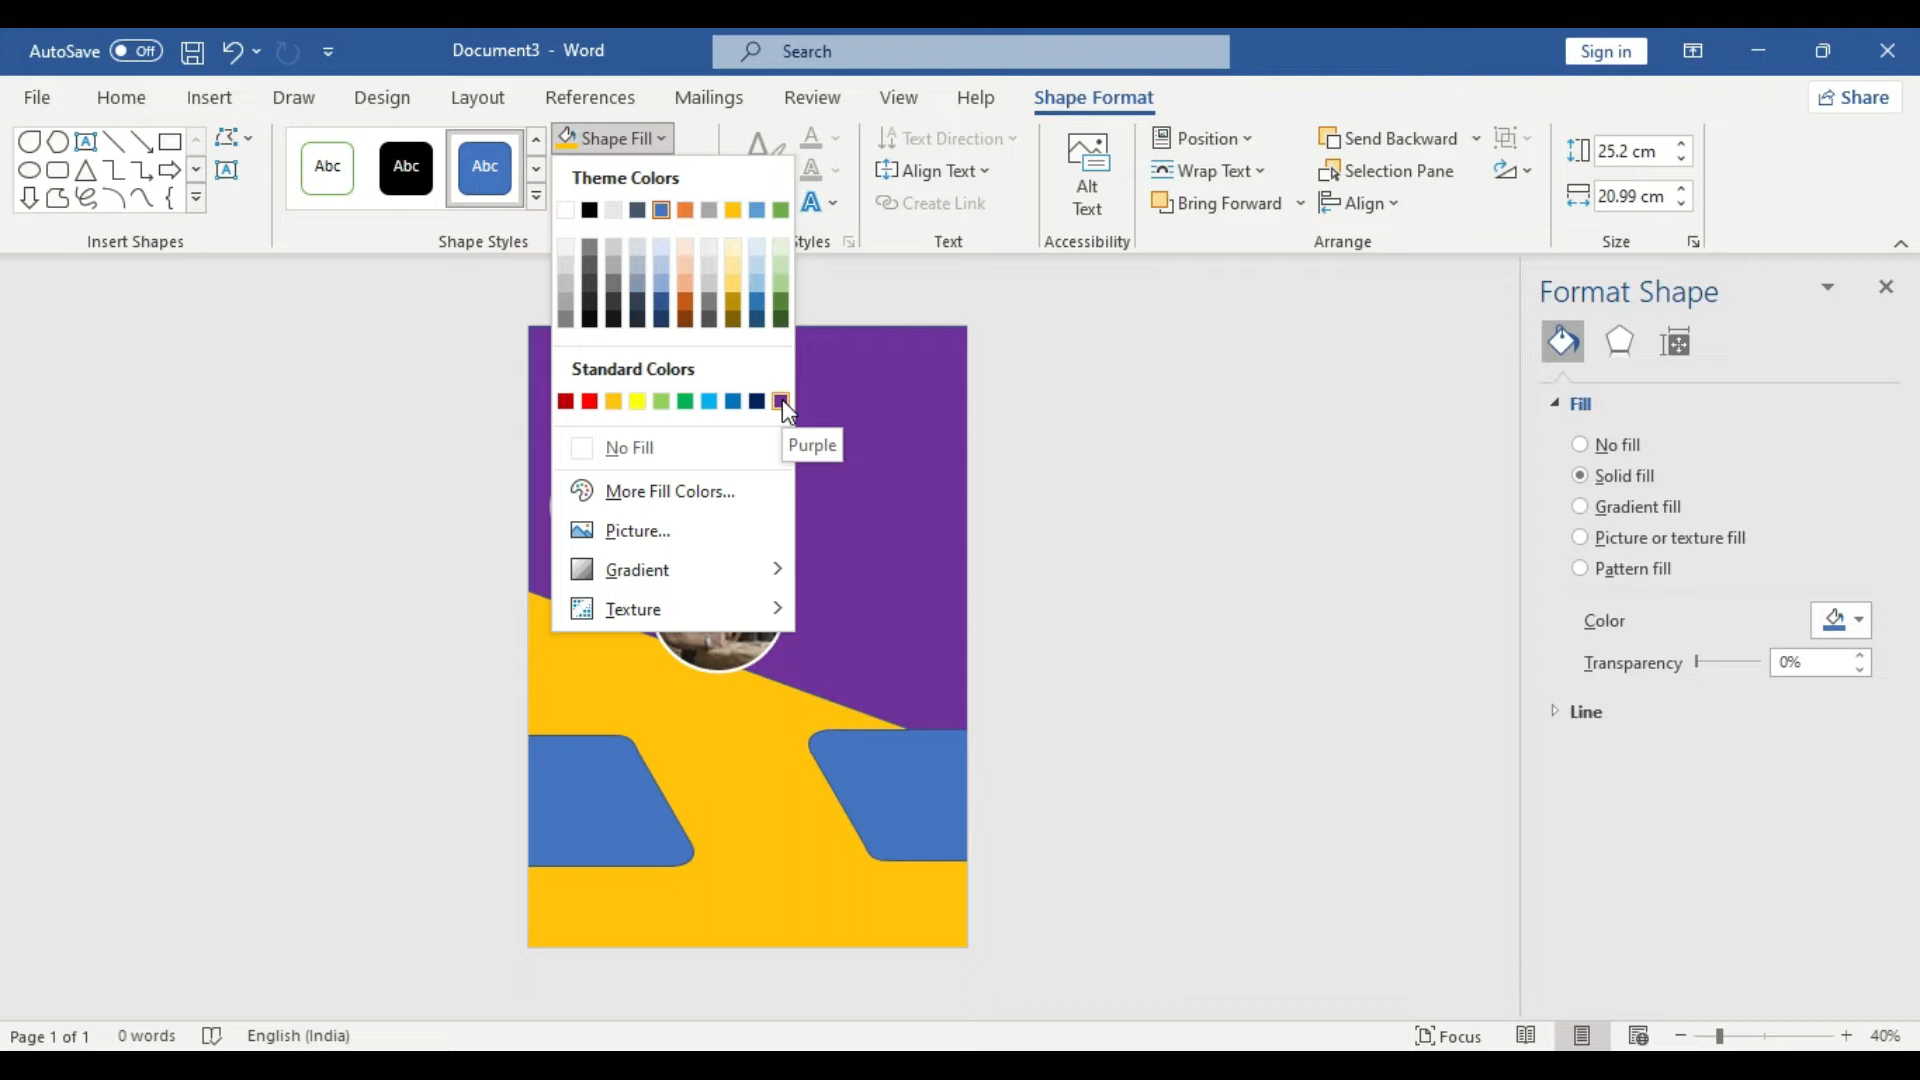 AutoSave Off Document3 - Word Search Sign in
File Home Insert Draw Design Layout References Mailings Review View Help Shape Format Share
Abc Abc Abc
Shape Fill
Text Direction
Align Text
Create Link
Alt
Text
Position
Wrap Text
Bring Forward
Send Backward
Selection Pane
Align
25.2 cm
20.99 cm
Insert Shapes Shape Styles Text Accessibility Arrange Size
Theme Colors
Standard Colors
No Fill
Purple
More Fill Colors...
Picture...
Gradient
Texture
Format Shape
Fill
No fill
Solid fill
Gradient fill
Picture or texture fill
Pattern fill
Color
Transparency 0%
Line
Page 1 of 1 0 words English (India) Focus 40%